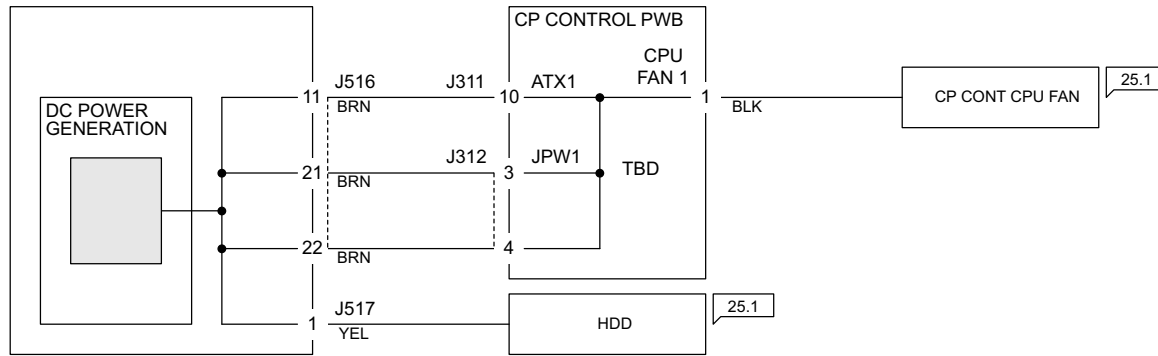 CP CONTROL PWB
DC POWER
GENERATION
11
J516
BRN
J311
10
ATX1
CPU
FAN 1
1
BLK
CP CONT CPU FAN
25.1
21
BRN
J312
3
JPW1
TBD
22
BRN
4
1
J517
YEL
HDD
25.1